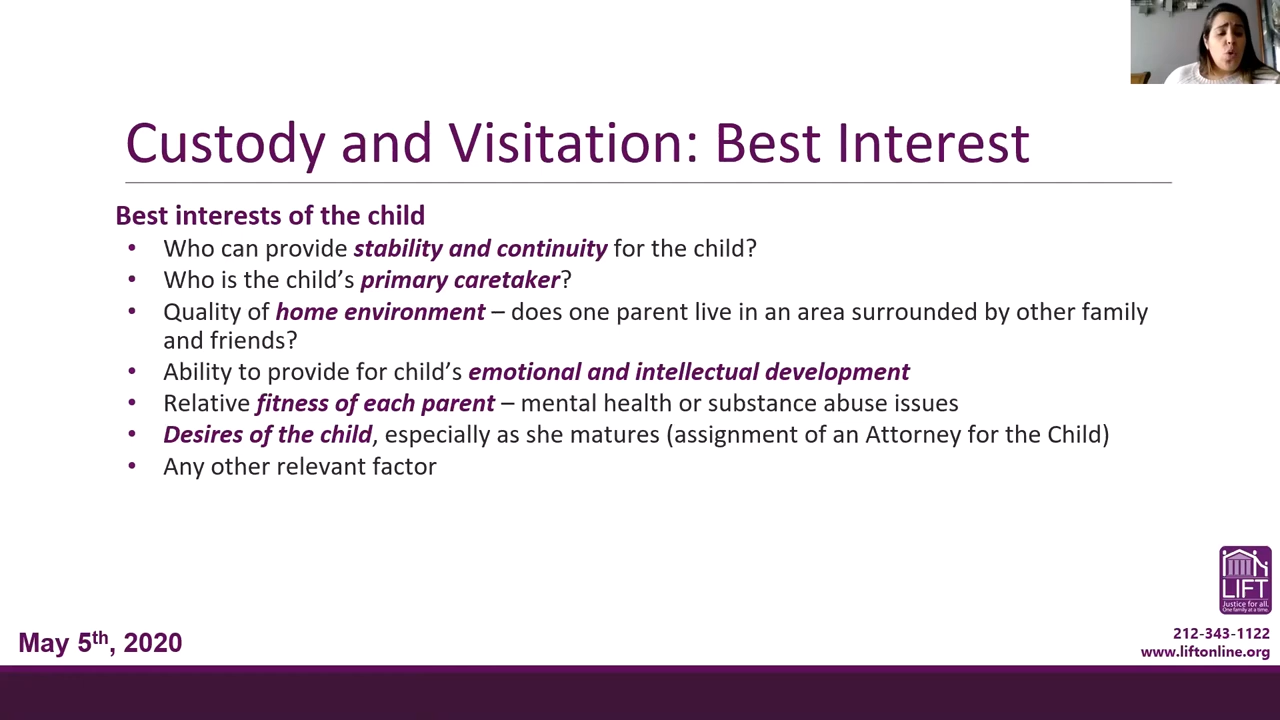 Custody and Visitation: Best Interest
Best interests of the child
• Who can provide stability and continuity for the child?
• Who is the child’s primary caretaker?
• Quality of home environment – does one parent live in an area surrounded by other family
and friends?
• Ability to provide for child’s emotional and intellectual development
• Relative fitness of each parent – mental health or substance abuse issues
• Desires of the child, especially as she matures (assignment of an Attorney for the Child)
• Any other relevant factor
LIFT
Justice for all.
One family at a time.
May 5th, 2020
212-343-1122
www.liftonline.org